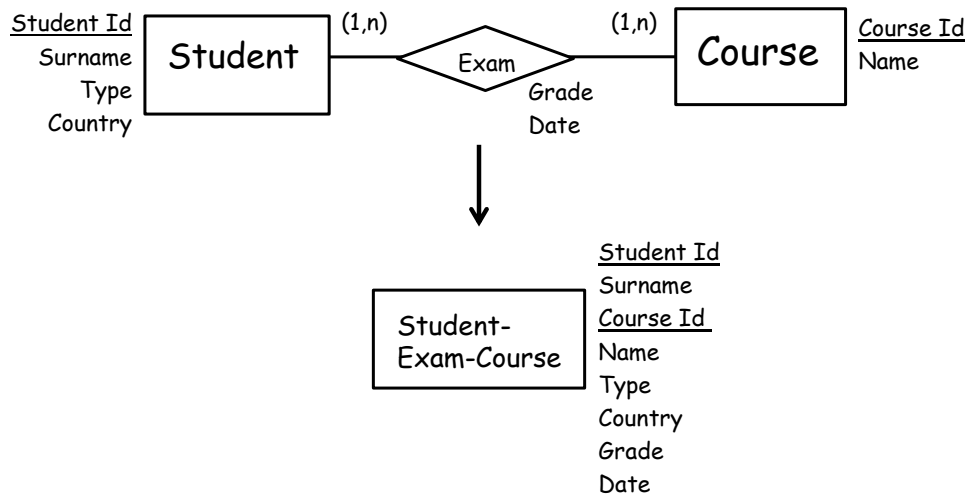 Student Id
Surname
Type
Country
Student
(1,n)
Exam
Grade
Date
(1,n)
Course
Course Id
Name
Student-
Exam-Course
Student Id
Surname
Course Id
Name
Type
Country
Grade
Date